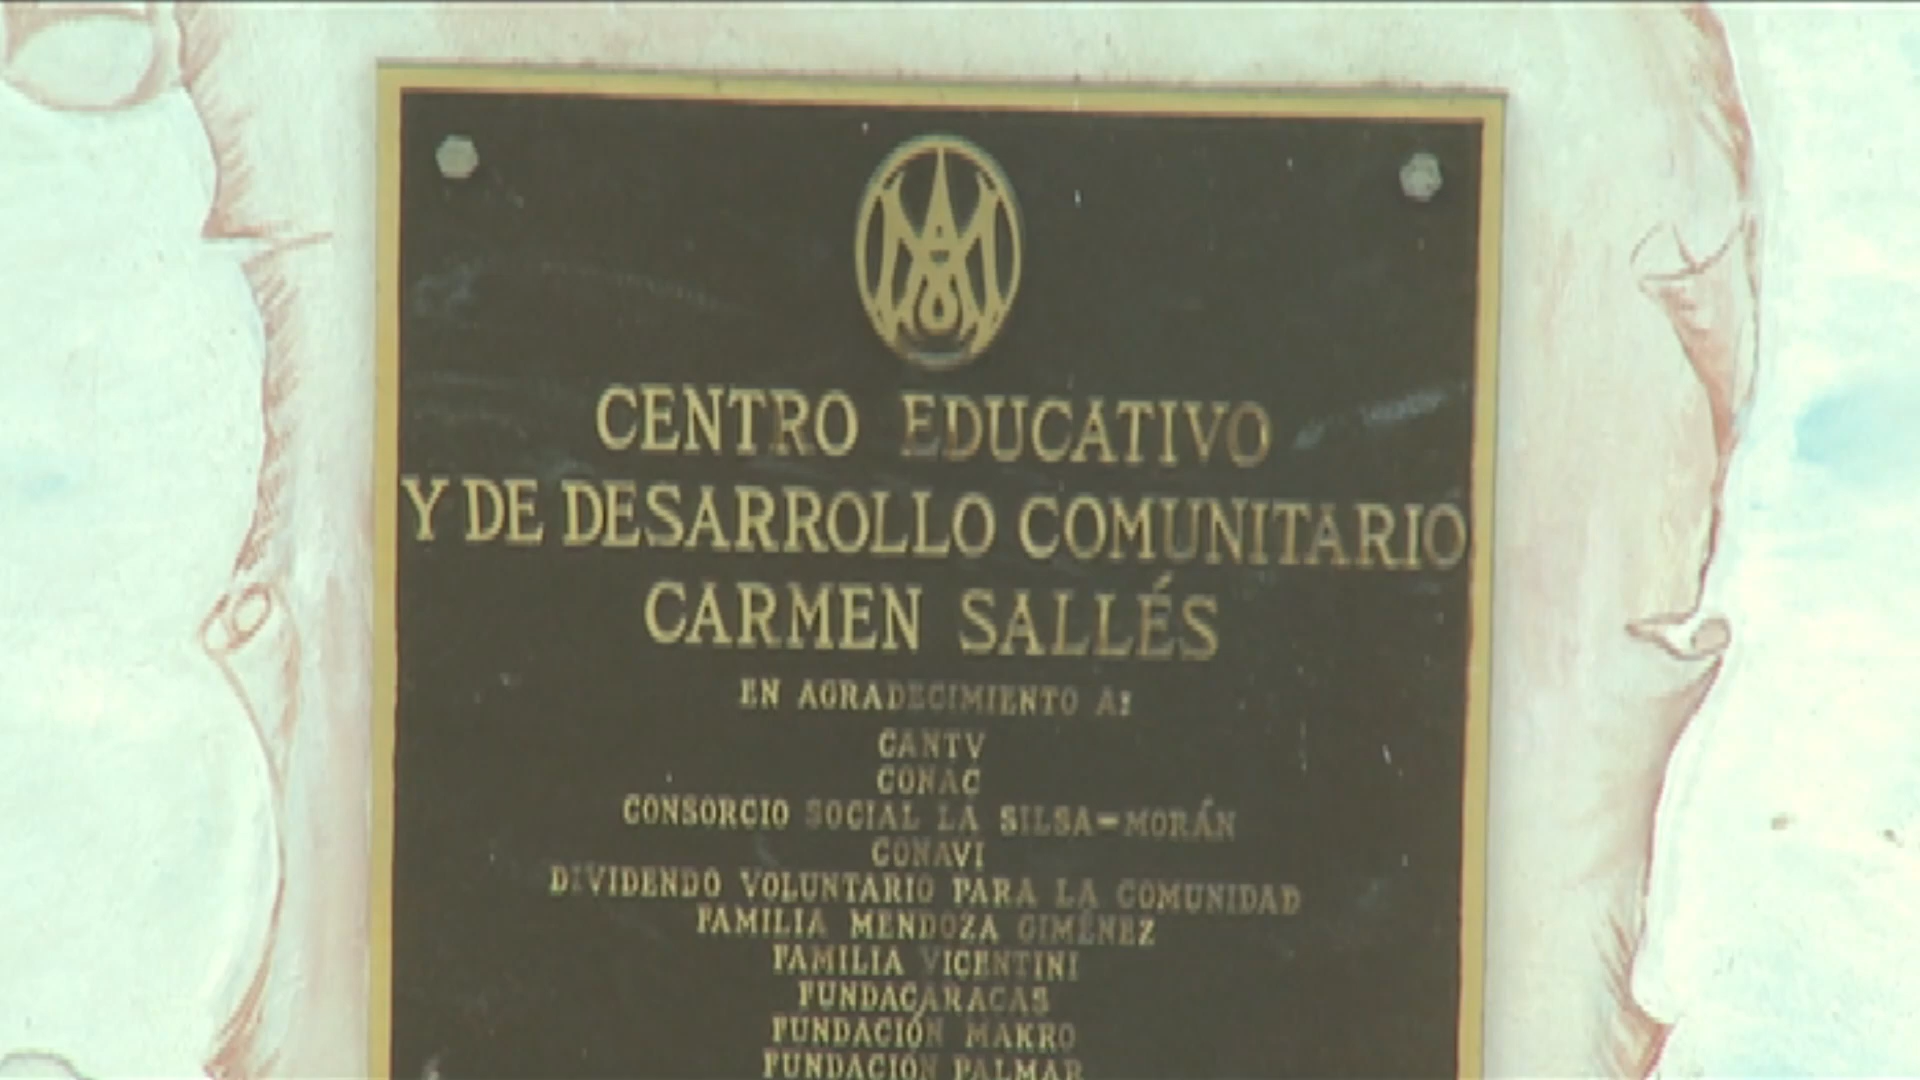 CENTRO EDUCATIVO
Y DE DESARROLLO COMUNITARIO
CARMEN SALLÉS
EN AGRADECIMIENTO A:
CANTV
CONAC
CONSORCIO SOCIAL LA SILSA-MORÁN
CONAVI
DIVIDENDO VOLUNTARIO PARA LA COMUNIDAD
FAMILIA MENDOZA GIMÉNEZ
FAMILIA VICENTINI
FUNDACARACAS
FUNDACIÓN MAKRO
FUNDACIÓN PALMAR